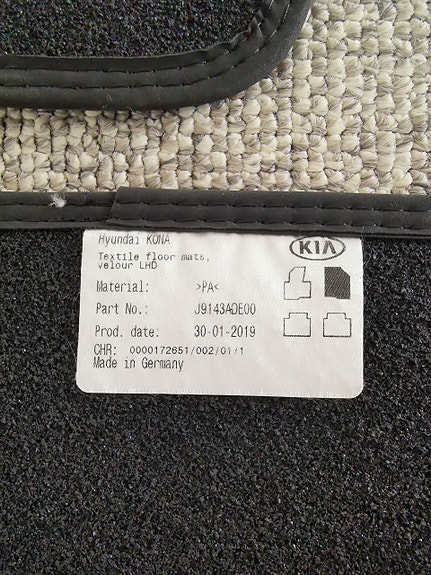 Hyundai KONA
KIA
Textile floor mats,
velour LHD
Material: >PA<
Part No.: J9143ADE00
Prod. date: 30-01-2019
CHR: 0000172651/002/01/1
Made in Germany